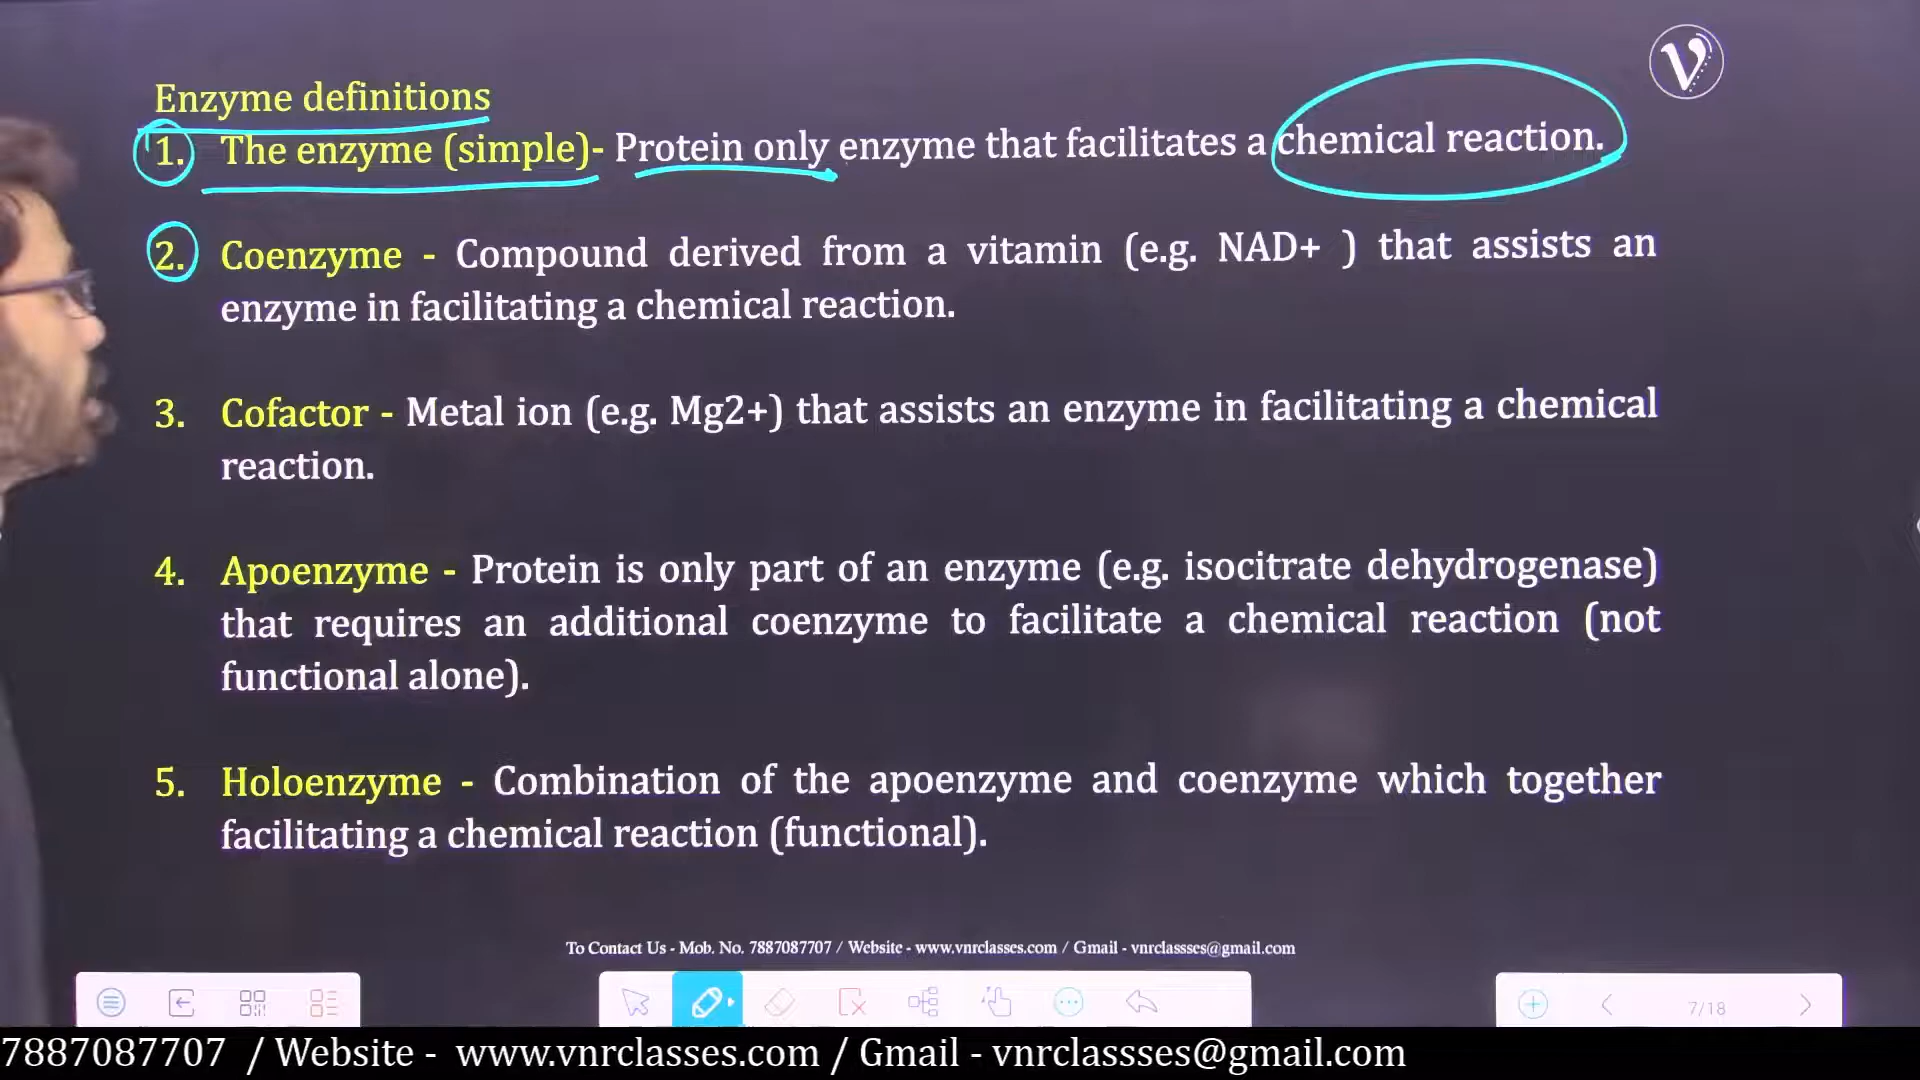 Enzyme definitions
1. The enzyme (simple)- Protein only enzyme that facilitates a chemical reaction.
2. Coenzyme - Compound derived from a vitamin (e.g. NAD+ ) that assists an
enzyme in facilitating a chemical reaction.
3. Cofactor - Metal ion (e.g. Mg2+) that assists an enzyme in facilitating a chemical
reaction.
4. Apoenzyme - Protein is only part of an enzyme (e.g. isocitrate dehydrogenase)
that requires an additional coenzyme to facilitate a chemical reaction (not
functional alone).
5. Holoenzyme - Combination of the apoenzyme and coenzyme which together
facilitating a chemical reaction (functional).
To Contact Us - Mob. No. 7887087707 / Website - www.vnrclasses.com / Gmail - vnrclassses@gmail.com
7/18
7887087707 / Website - www.vnrclasses.com / Gmail - vnrclassses@gmail.com
V